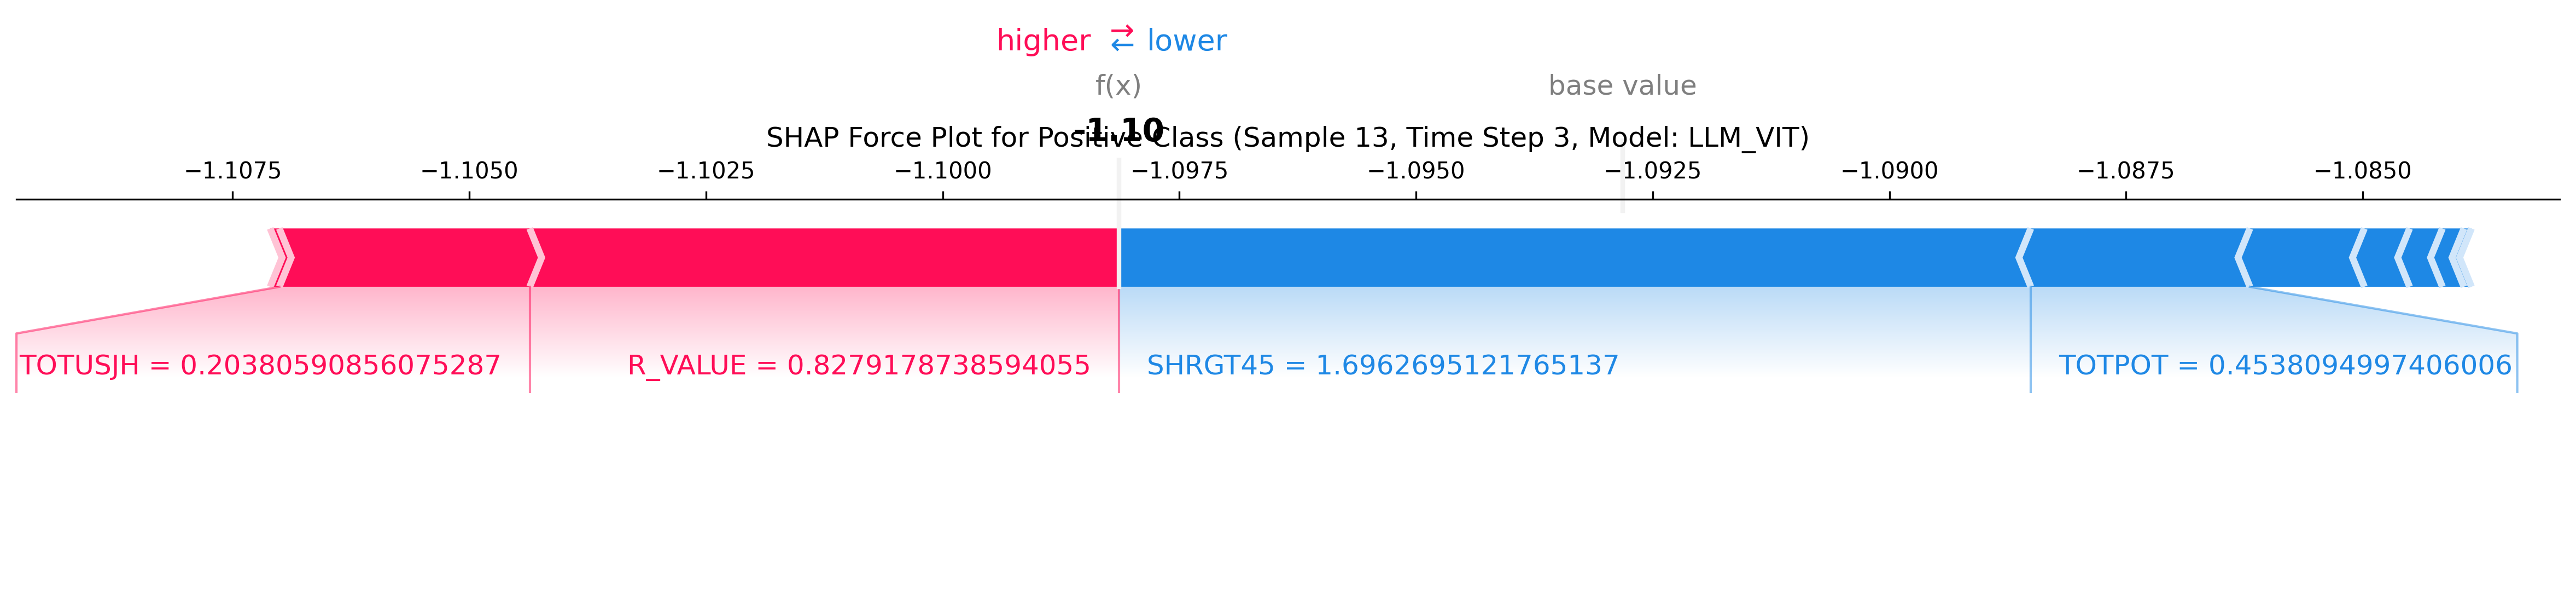 higher ⇄ lower
f(x) base value
-1.10
SHAP Force Plot for Positive Class (Sample 13, Time Step 3, Model: LLM_VIT)
−1.1075 −1.1050 −1.1025 −1.1000 −1.0975 −1.0950 −1.0925 −1.0900 −1.0875 −1.0850
TOTUSJH = 0.20380590856075287 R_VALUE = 0.8279178738594055 SHRGT45 = 1.6962695121765137 TOTPOT = 0.4538094997406006